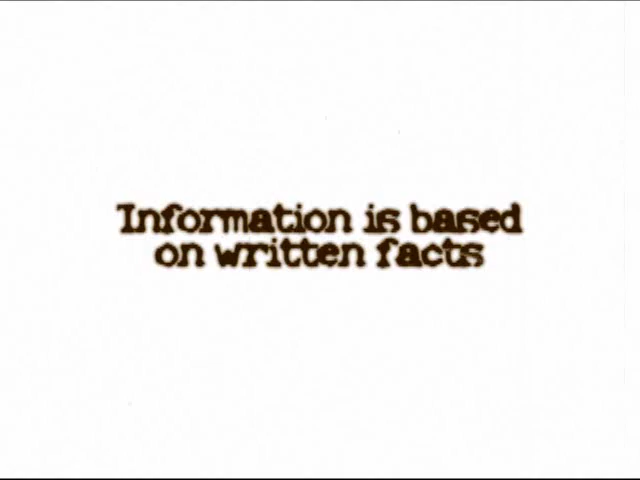 Information is based
on written facts